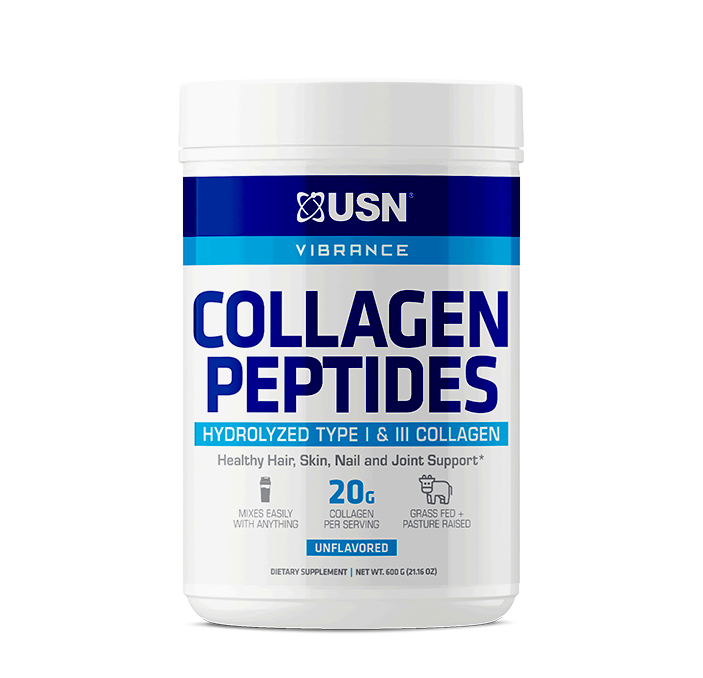 USN®
VIBRANCE
COLLAGEN
PEPTIDES
HYDROLYZED TYPE I & III COLLAGEN
Healthy Hair, Skin, Nail and Joint Support*
MIXES EASILY
WITH ANYTHING
20G
COLLAGEN
PER SERVING
GRASS FED +
PASTURE RAISED
UNFLAVORED
DIETARY SUPPLEMENT | NET WT. 600 G (21.16 OZ)